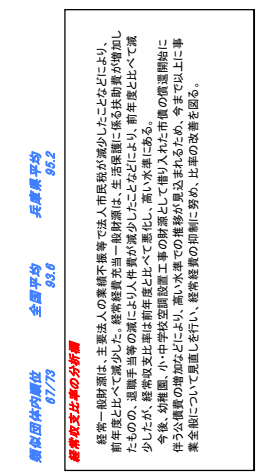 類似団体内順位 全国平均 兵庫県平均
67/73 93.6 95.2
経常収支比率の分析欄
経常一般財源は、主要法人の業績不振等で法人市民税が減少したことなどにより、
前年度と比べて減少した。経常経費充当一般財源は、生活保護に係る扶助費が増加し
たものの、退職手当等の減により人件費が減少したことなどにより、前年度と比べて減
少したが、経常収支比率は前年度と比べて悪化し、高い水準にある。
今後、幼稚園、小・中学校空調設置工事の財源として借り入れた市債の償還開始に
伴う公債費の増加などにより、高い水準での推移が見込まれるため、今まで以上に事
業全般について見直しを行い、経常経費の抑制に努め、比率の改善を図る。